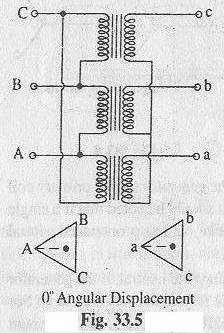 C c
B b
A a
B b
A a
C c
0" Angular Displacement
Fig. 33.5